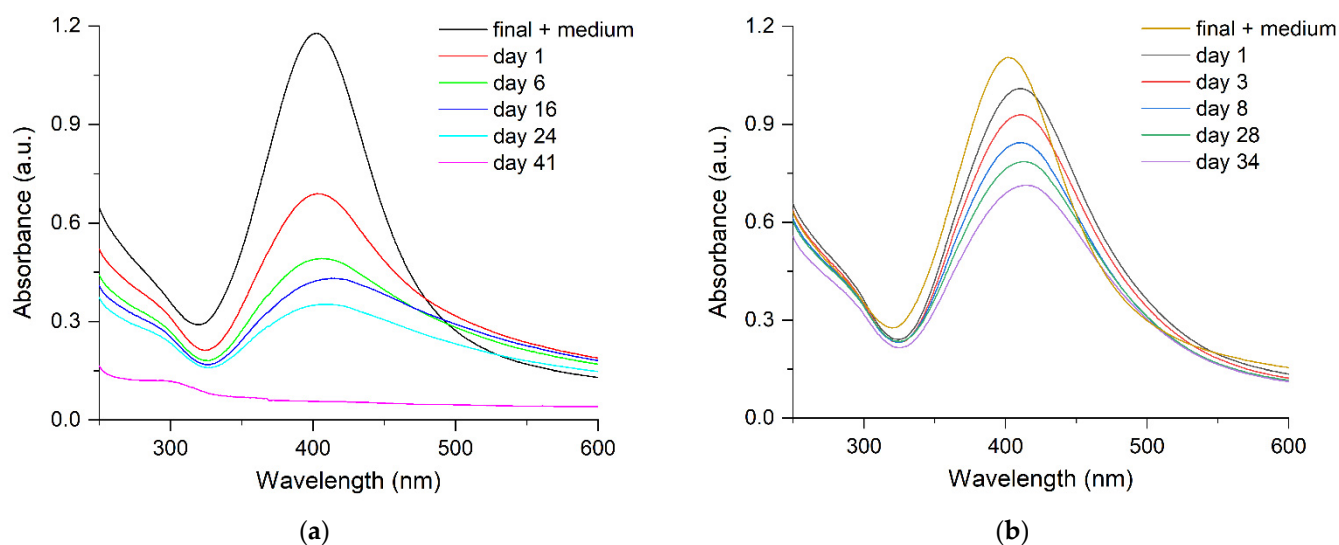 1.2
0.9
0.6
0.3
0.0
Absorbance (a.u.)
300
400
500
600
Wavelength (nm)
final + medium
day 1
day 6
day 16
day 24
day 41
(a)
1.2
0.9
0.6
0.3
0.0
Absorbance (a.u.)
300
400
500
600
Wavelength (nm)
final + medium
day 1
day 3
day 8
day 28
day 34
(b)